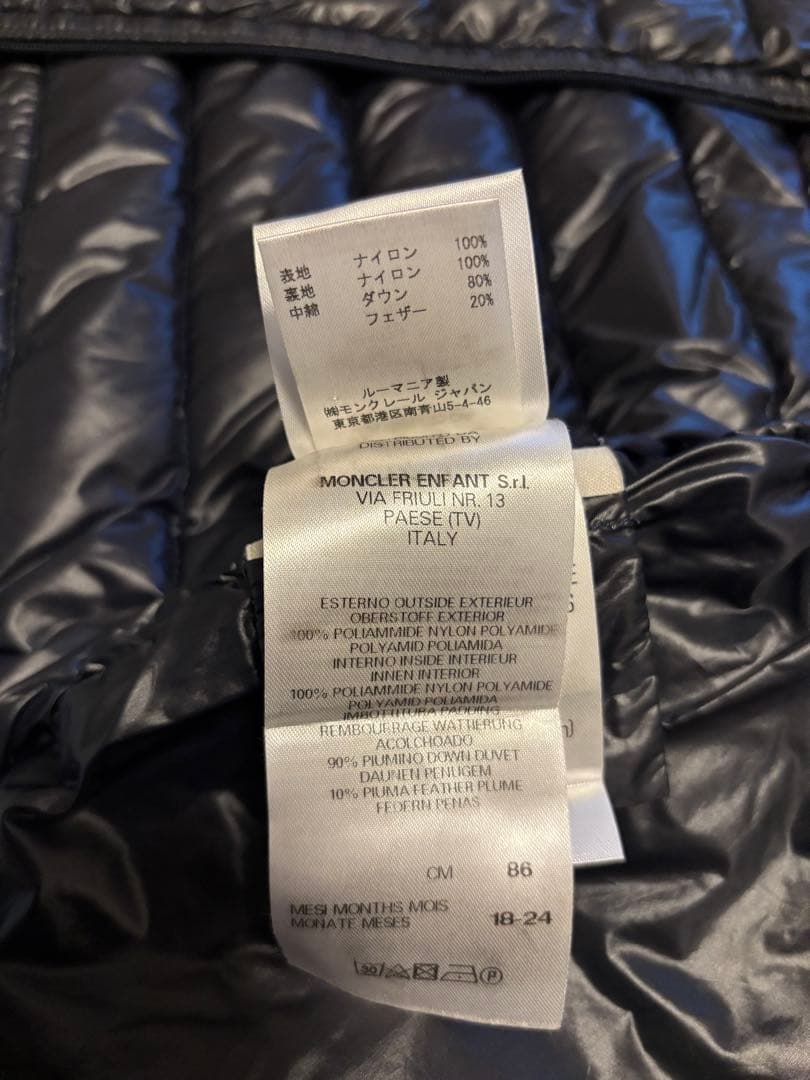 表地 ナイロン 100%
裏地 ナイロン 100%
中綿 ダウン 80%
フェザー 20%
ルーマニア製
㈱モンクレール ジャパン
東京都港区南青山5-4-46
DISTRIBUTED BY
MONCLER ENFANT S.r.l.
VIA FRIULI NR. 13
PAESE (TV)
ITALY
ESTERNO OUTSIDE EXTERIEUR
OBERSTOFF EXTERIOR
100% POLIAMMIDE NYLON POLYAMIDE
POLYAMID POLIAMIDA
INTERNO INSIDE INTERIEUR
INNEN INTERIOR
100% POLIAMMIDE NYLON POLYAMIDE
POLYAMID POLIAMIDA
IMBOTTITURA PADDING
REMBOURRAGE WATTIERUNG
ACOLCHOADO
90% PIUMINO DOWN DUVET
DAUNEN PENUGEM
10% PIUMA FEATHER PLUME
FEDERN PENAS
CM 86
MESI MONTHS MOIS
MONATE MESES 18-24
30 P